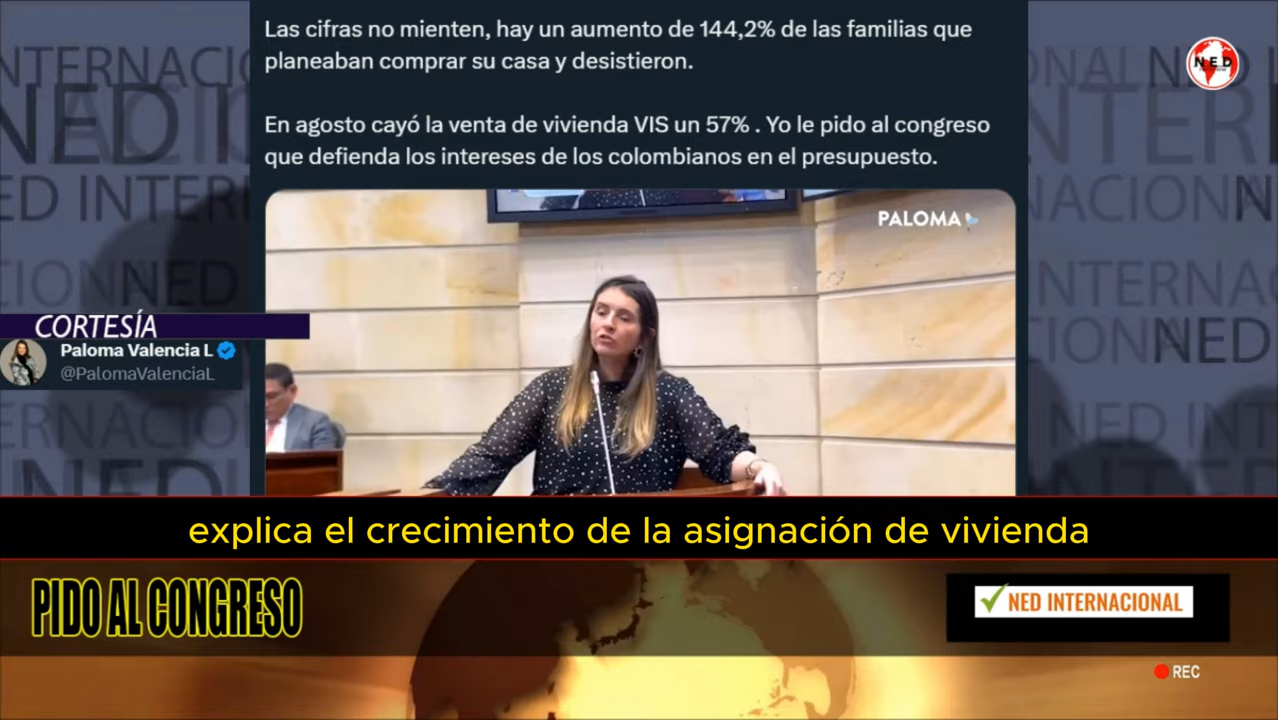 Las cifras no mienten, hay un aumento de 144,2% de las familias que
planeaban comprar su casa y desistieron.
En agosto cayó la venta de vivienda VIS un 57% . Yo le pido al congreso
que defienda los intereses de los colombianos en el presupuesto.
NED
PALOMA
CORTESÍA
Paloma Valencia L
@PalomaValenciaL
explica el crecimiento de la asignación de vivienda
PIDO AL CONGRESO
NED INTERNACIONAL
REC